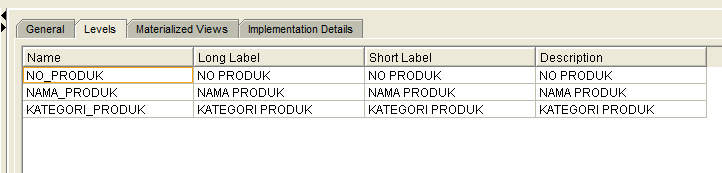 General Levels Materialized Views Implementation Details
Name Long Label Short Label Description
NO_PRODUK NO PRODUK NO PRODUK NO PRODUK
NAMA_PRODUK NAMA PRODUK NAMA PRODUK NAMA PRODUK
KATEGORI_PRODUK KATEGORI PRODUK KATEGORI PRODUK KATEGORI PRODUK